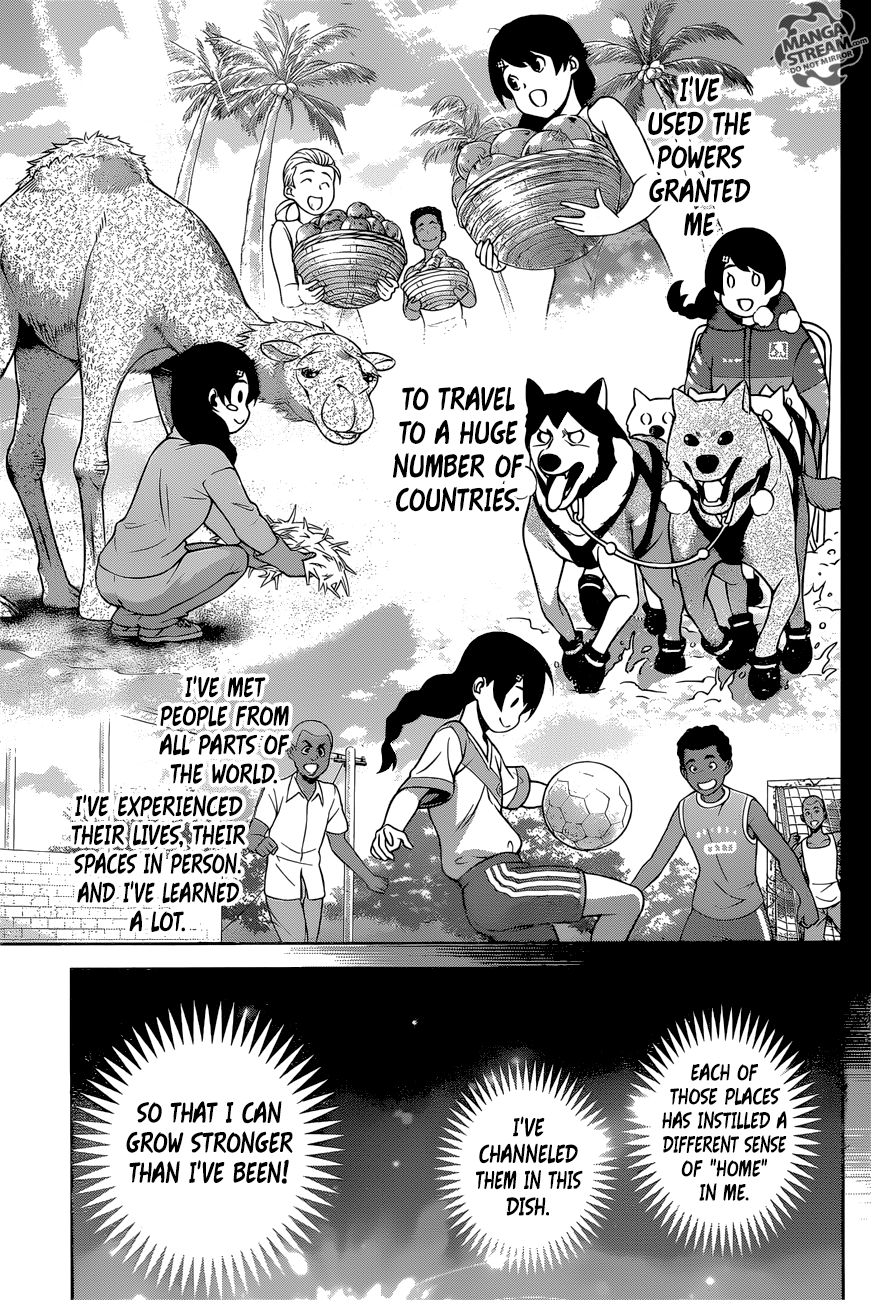 MANGA
STREAM.com
DO NOT MIRROR!
I'VE
USED THE
POWERS
GRANTED
ME
TO TRAVEL
TO A HUGE
NUMBER OF
COUNTRIES.
I'VE MET
PEOPLE FROM
ALL PARTS OF
THE WORLD.
I'VE EXPERIENCED
THEIR LIVES, THEIR
SPACES IN PERSON.
AND I'VE LEARNED
A LOT.
EACH OF
THOSE PLACES
HAS INSTILLED A
DIFFERENT SENSE
OF "HOME"
IN ME.
I'VE
CHANNELED
THEM IN THIS
DISH.
SO THAT I CAN
GROW STRONGER
THAN I'VE BEEN!